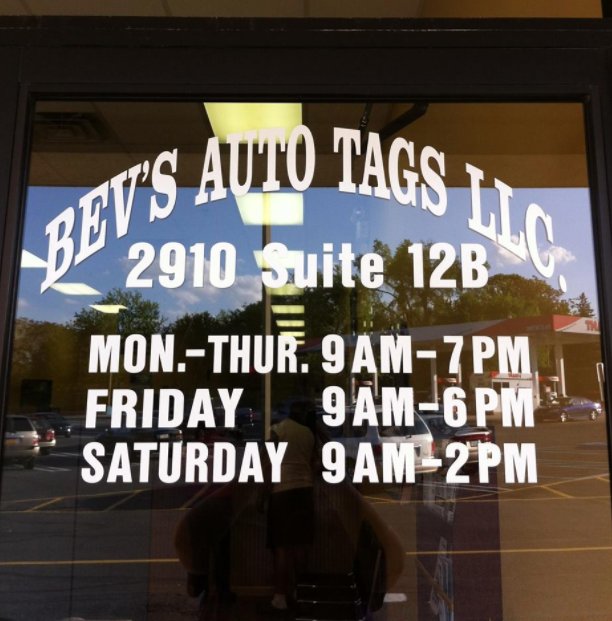 BEV'S AUTO TAGS LLC.
2910 Suite 12B
MON.-THUR. 9AM-7PM
FRIDAY 9AM-6PM
SATURDAY 9AM-2PM